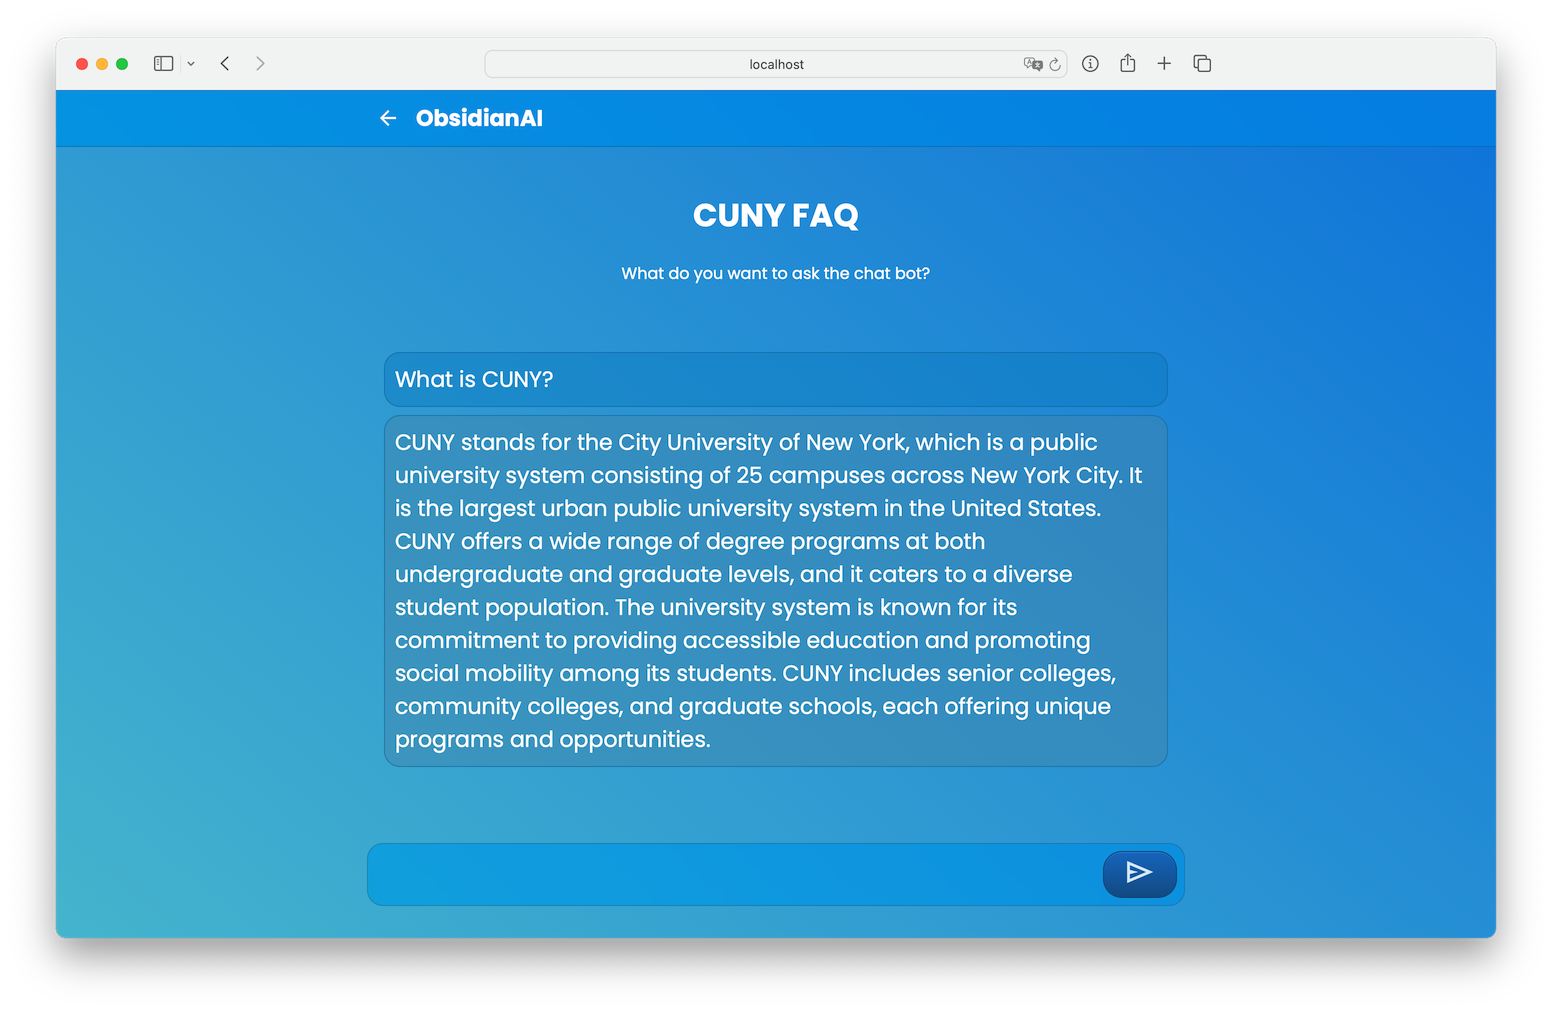 localhost
ObsidianAI
CUNY FAQ
What do you want to ask the chat bot?
What is CUNY?
CUNY stands for the City University of New York, which is a public
university system consisting of 25 campuses across New York City. It
is the largest urban public university system in the United States.
CUNY offers a wide range of degree programs at both
undergraduate and graduate levels, and it caters to a diverse
student population. The university system is known for its
commitment to providing accessible education and promoting
social mobility among its students. CUNY includes senior colleges,
community colleges, and graduate schools, each offering unique
programs and opportunities.